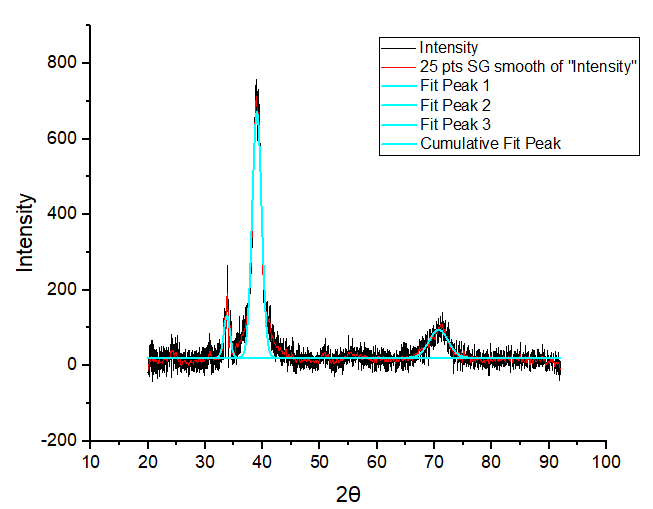 Intensity
25 pts SG smooth of "Intensity"
Fit Peak 1
Fit Peak 2
Fit Peak 3
Cumulative Fit Peak
800
600
400
200
0
-200
Intensity
10 20 30 40 50 60 70 80 90 100
2θ